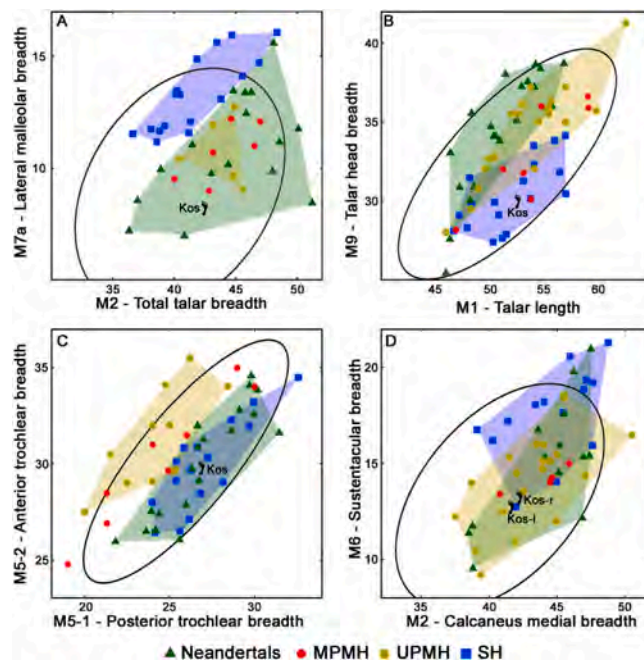 A
B
M7a - Lateral malleolar breadth
16
10
Kos
35
40
45
50
M2 - Total talar breadth
M9 - Talar head breadth
40
35
30
Kos
45
50
55
60
M1 - Talar length
C
D
M5-2 - Anterior trochlear breadth
35
30
25
Kos
20
25
30
M5-1 - Posterior trochlear breadth
M6 - Sustentacular breadth
20
15
10
Kos-r
Kos-l
35
40
45
50
M2 - Calcaneus medial breadth
Neandertals MPMH UPMH SH